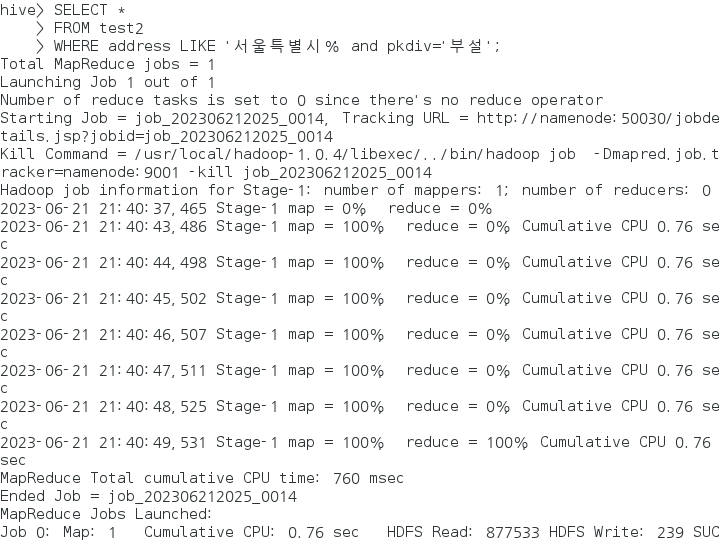 hive> SELECT *
    > FROM test2
    > WHERE address LIKE '서울특별시% and pkdiv='부설';
Total MapReduce jobs = 1
Launching Job 1 out of 1
Number of reduce tasks is set to 0 since there's no reduce operator
Starting Job = job_202306212025_0014, Tracking URL = http://namenode:50030/jobde
tails.jsp?jobid=job_202306212025_0014
Kill Command = /usr/local/hadoop-1.0.4/libexec/../bin/hadoop job  -Dmapred.job.t
racker=namenode:9001 -kill job_202306212025_0014
Hadoop job information for Stage-1: number of mappers: 1; number of reducers: 0
2023-06-21 21:40:37,465 Stage-1 map = 0%  reduce = 0%
2023-06-21 21:40:43,486 Stage-1 map = 100%,  reduce = 0%, Cumulative CPU 0.76 se
c
2023-06-21 21:40:44,498 Stage-1 map = 100%,  reduce = 0%, Cumulative CPU 0.76 se
c
2023-06-21 21:40:45,502 Stage-1 map = 100%,  reduce = 0%, Cumulative CPU 0.76 se
c
2023-06-21 21:40:46,507 Stage-1 map = 100%,  reduce = 0%, Cumulative CPU 0.76 se
c
2023-06-21 21:40:47,511 Stage-1 map = 100%,  reduce = 0%, Cumulative CPU 0.76 se
c
2023-06-21 21:40:48,525 Stage-1 map = 100%,  reduce = 0%, Cumulative CPU 0.76 se
c
2023-06-21 21:40:49,531 Stage-1 map = 100%,  reduce = 100%, Cumulative CPU 0.76
sec
MapReduce Total cumulative CPU time: 760 msec
Ended Job = job_202306212025_0014
MapReduce Jobs Launched:
Job 0: Map: 1   Cumulative CPU: 0.76 sec   HDFS Read: 877533 HDFS Write: 239 SUC